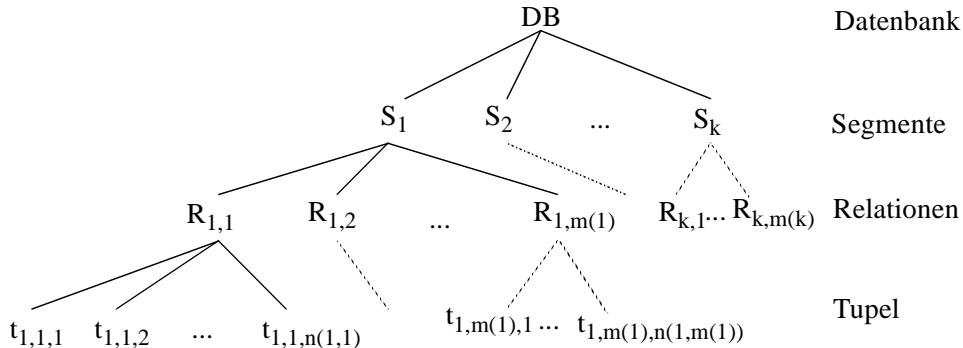 DB Datenbank
S1 S2 ... Sk Segmente
R1,1 R1,2 ... R1,m(1) Rk,1 ... Rk,m(k) Relationen
t1,1,1 t1,1,2 ... t1,1,n(1,1) t1,m(1),1 ... t1,m(1),n(1,m(1)) Tupel